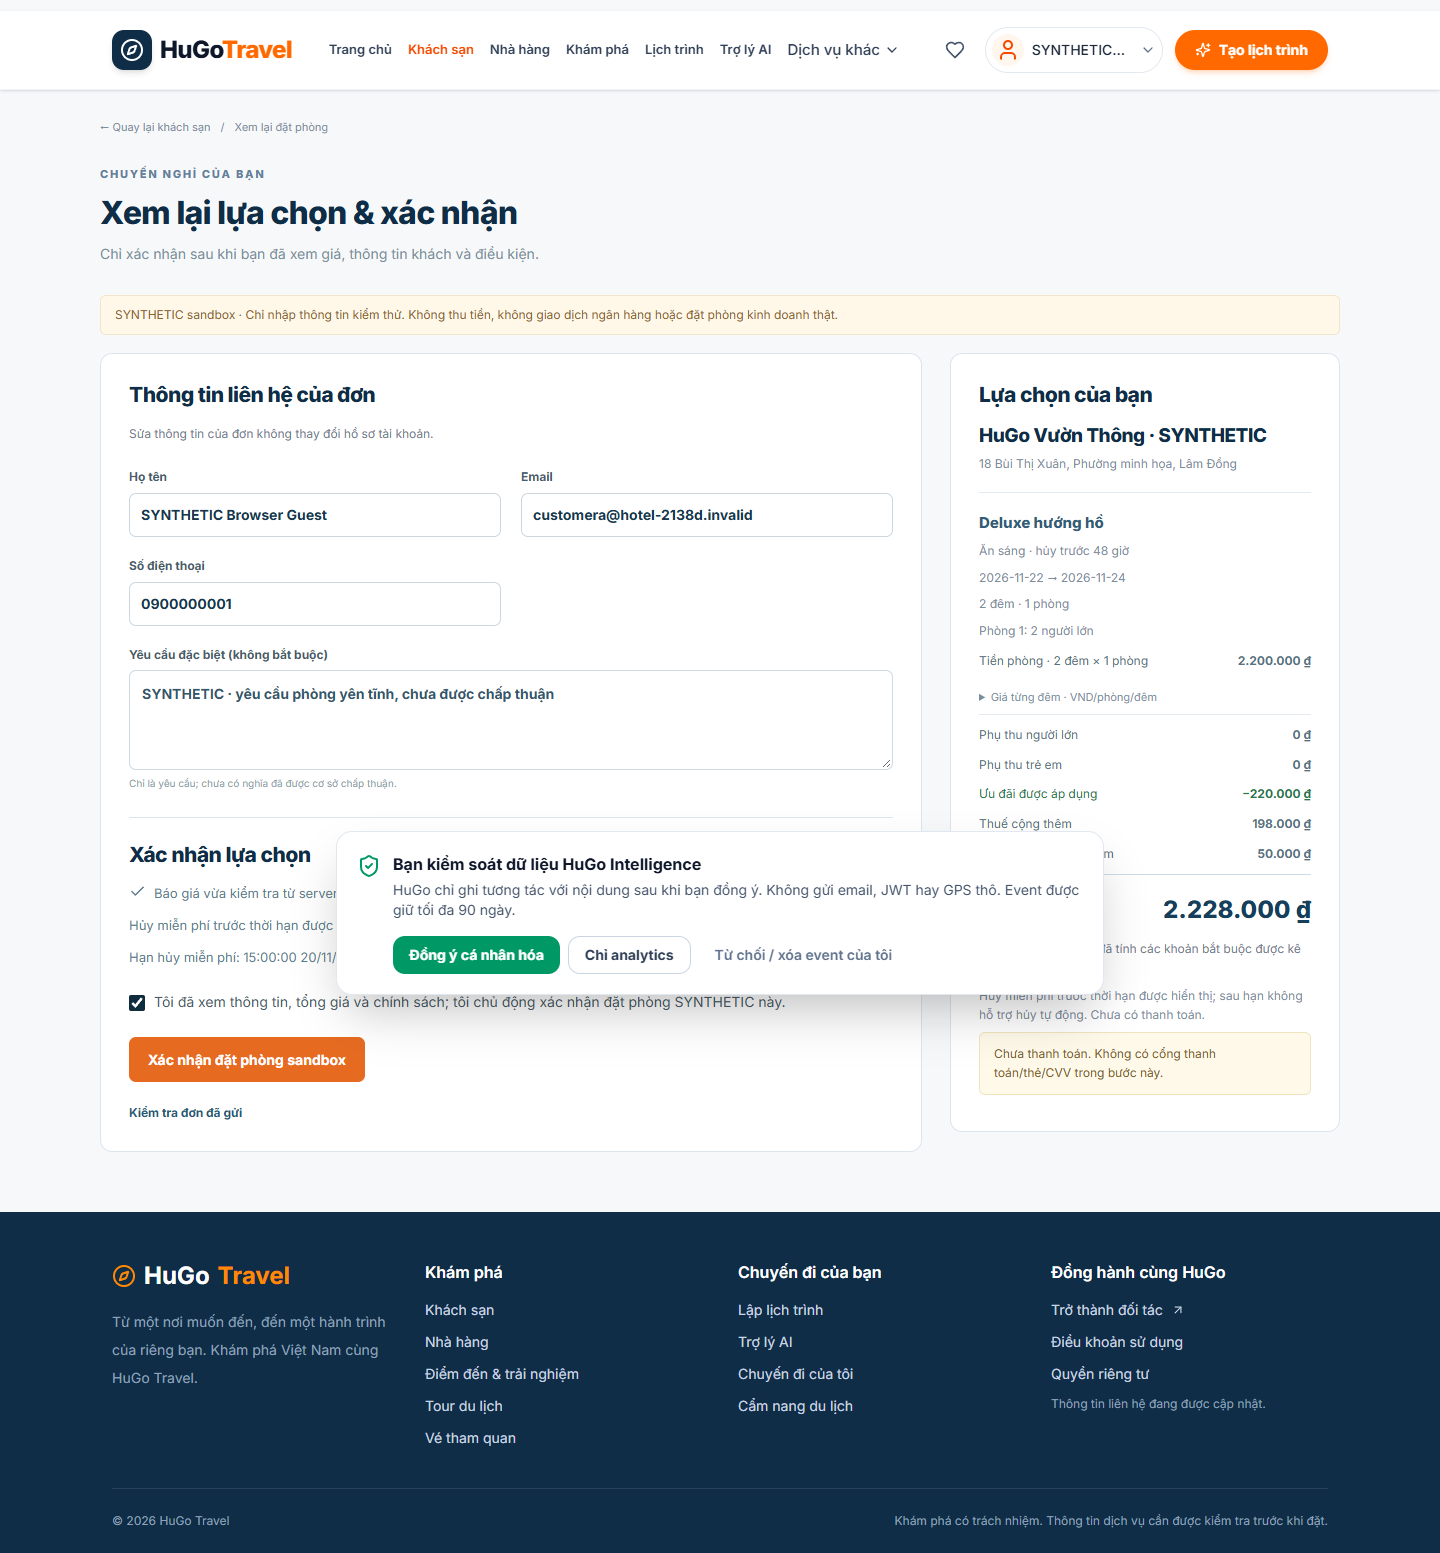 HuGoTravel
Trang chủ
Khách sạn
Nhà hàng
Khám phá
Lịch trình
Trợ lý AI
Dịch vụ khác
SYNTHETIC...
Tạo lịch trình
← Quay lại khách sạn / Xem lại đặt phòng
CHUYẾN NGHỈ CỦA BẠN
Xem lại lựa chọn & xác nhận
Chỉ xác nhận sau khi bạn đã xem giá, thông tin khách và điều kiện.
SYNTHETIC sandbox · Chỉ nhập thông tin kiểm thử. Không thu tiền, không giao dịch ngân hàng hoặc đặt phòng kinh doanh thật.
Thông tin liên hệ của đơn
Sửa thông tin của đơn không thay đổi hồ sơ tài khoản.
Họ tên
SYNTHETIC Browser Guest
Email
customera@hotel-2138d.invalid
Số điện thoại
0900000001
Yêu cầu đặc biệt (không bắt buộc)
SYNTHETIC · yêu cầu phòng yên tĩnh, chưa được chấp thuận
Chỉ là yêu cầu; chưa có nghĩa đã được cơ sở chấp thuận.
Xác nhận lựa chọn
Báo giá vừa kiểm tra từ server
Hủy miễn phí trước thời hạn được
Hạn hủy miễn phí: 15:00:00 20/11/
Tôi đã xem thông tin, tổng giá và chính sách; tôi chủ động xác nhận đặt phòng SYNTHETIC này.
Xác nhận đặt phòng sandbox
Kiểm tra đơn đã gửi
Lựa chọn của bạn
HuGo Vườn Thông · SYNTHETIC
18 Bùi Thị Xuân, Phường minh họa, Lâm Đồng
Deluxe hướng hồ
Ăn sáng · hủy trước 48 giờ
2026-11-22 → 2026-11-24
2 đêm · 1 phòng
Phòng 1: 2 người lớn
Tiền phòng · 2 đêm × 1 phòng 2.200.000 ₫
▶ Giá từng đêm · VND/phòng/đêm
Phụ thu người lớn 0 ₫
Phụ thu trẻ em 0 ₫
Ưu đãi được áp dụng −220.000 ₫
Thuế cộng thêm 198.000 ₫
m 50.000 ₫
2.228.000 ₫
đã tính các khoản bắt buộc được kê
Hủy miễn phí trước thời hạn được hiển thị; sau hạn không
hỗ trợ hủy tự động. Chưa có thanh toán.
Chưa thanh toán. Không có cổng thanh
toán/thẻ/CVV trong bước này.
Bạn kiểm soát dữ liệu HuGo Intelligence
HuGo chỉ ghi tương tác với nội dung sau khi bạn đồng ý. Không gửi email, JWT hay GPS thô. Event được
giữ tối đa 90 ngày.
Đồng ý cá nhân hóa
Chỉ analytics
Từ chối / xóa event của tôi
HuGo Travel
Từ một nơi muốn đến, đến một hành trình
của riêng bạn. Khám phá Việt Nam cùng
HuGo Travel.
Khám phá
Khách sạn
Nhà hàng
Điểm đến & trải nghiệm
Tour du lịch
Vé tham quan
Chuyến đi của bạn
Lập lịch trình
Trợ lý AI
Chuyến đi của tôi
Cẩm nang du lịch
Đồng hành cùng HuGo
Trở thành đối tác
Điều khoản sử dụng
Quyền riêng tư
Thông tin liên hệ đang được cập nhật.
© 2026 HuGo Travel
Khám phá có trách nhiệm. Thông tin dịch vụ cần được kiểm tra trước khi đặt.